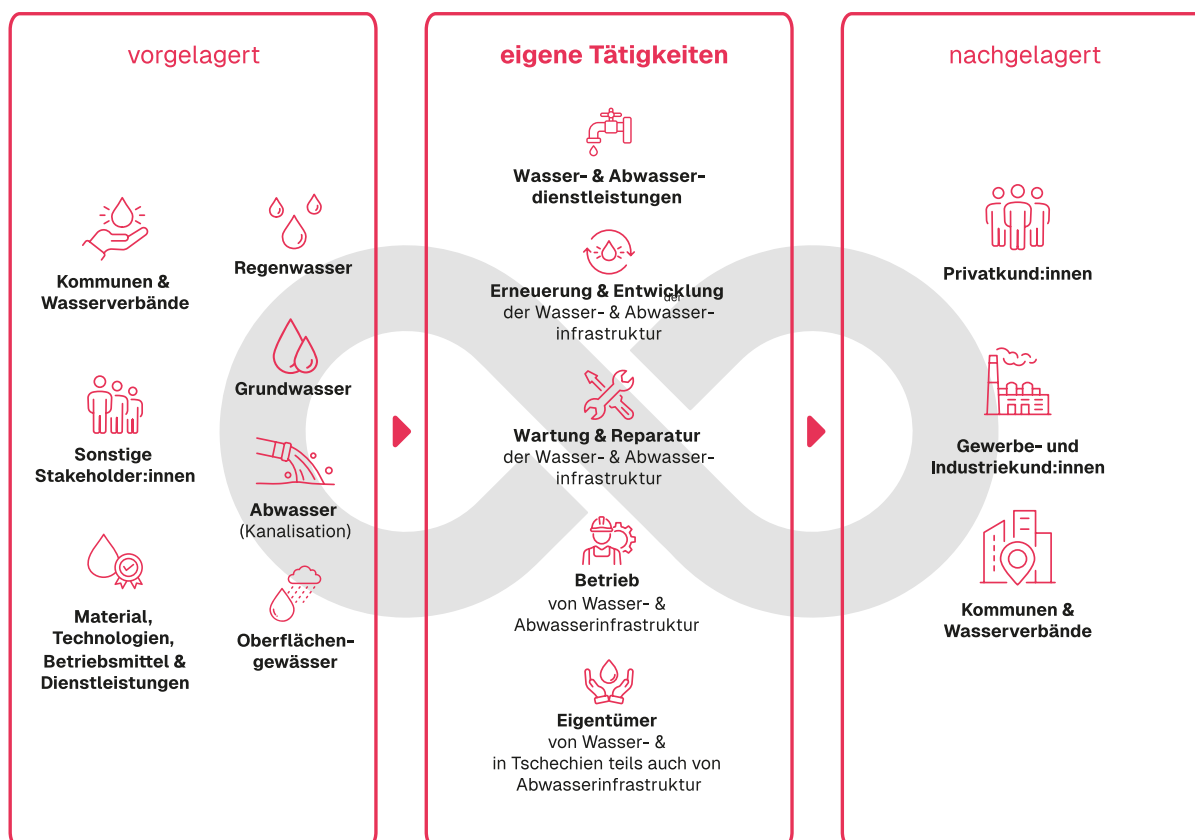 vorgelagert
Kommunen &
Wasserverbände
Sonstige
Stakeholder:innen
Material,
Technologien,
Betriebsmittel &
Dienstleistungen
Regenwasser
Grundwasser
Abwasser
(Kanalisation)
Oberflächen-
gewässer
eigene Tätigkeiten
Wasser- & Abwasser-
dienstleistungen
Erneuerung & Entwicklung
der
der Wasser- & Abwasser-
infrastruktur
Wartung & Reparatur
der Wasser- & Abwasser-
infrastruktur
Betrieb
von Wasser- &
Abwasserinfrastruktur
Eigentümer
von Wasser- &
in Tschechien teils auch von
Abwasserinfrastruktur
nachgelagert
Privatkund:innen
Gewerbe- und
Industriekund:innen
Kommunen &
Wasserverbände